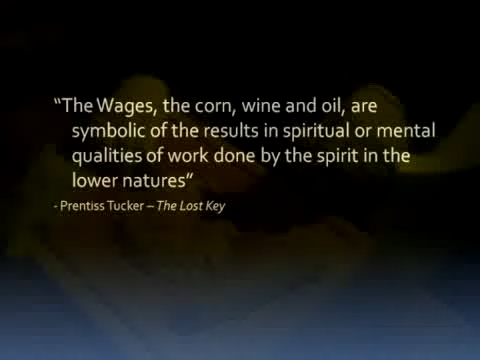 “The Wages, the corn, wine and oil, are
symbolic of the results in spiritual or mental
qualities of work done by the spirit in the
lower natures”
- Prentiss Tucker – The Lost Key